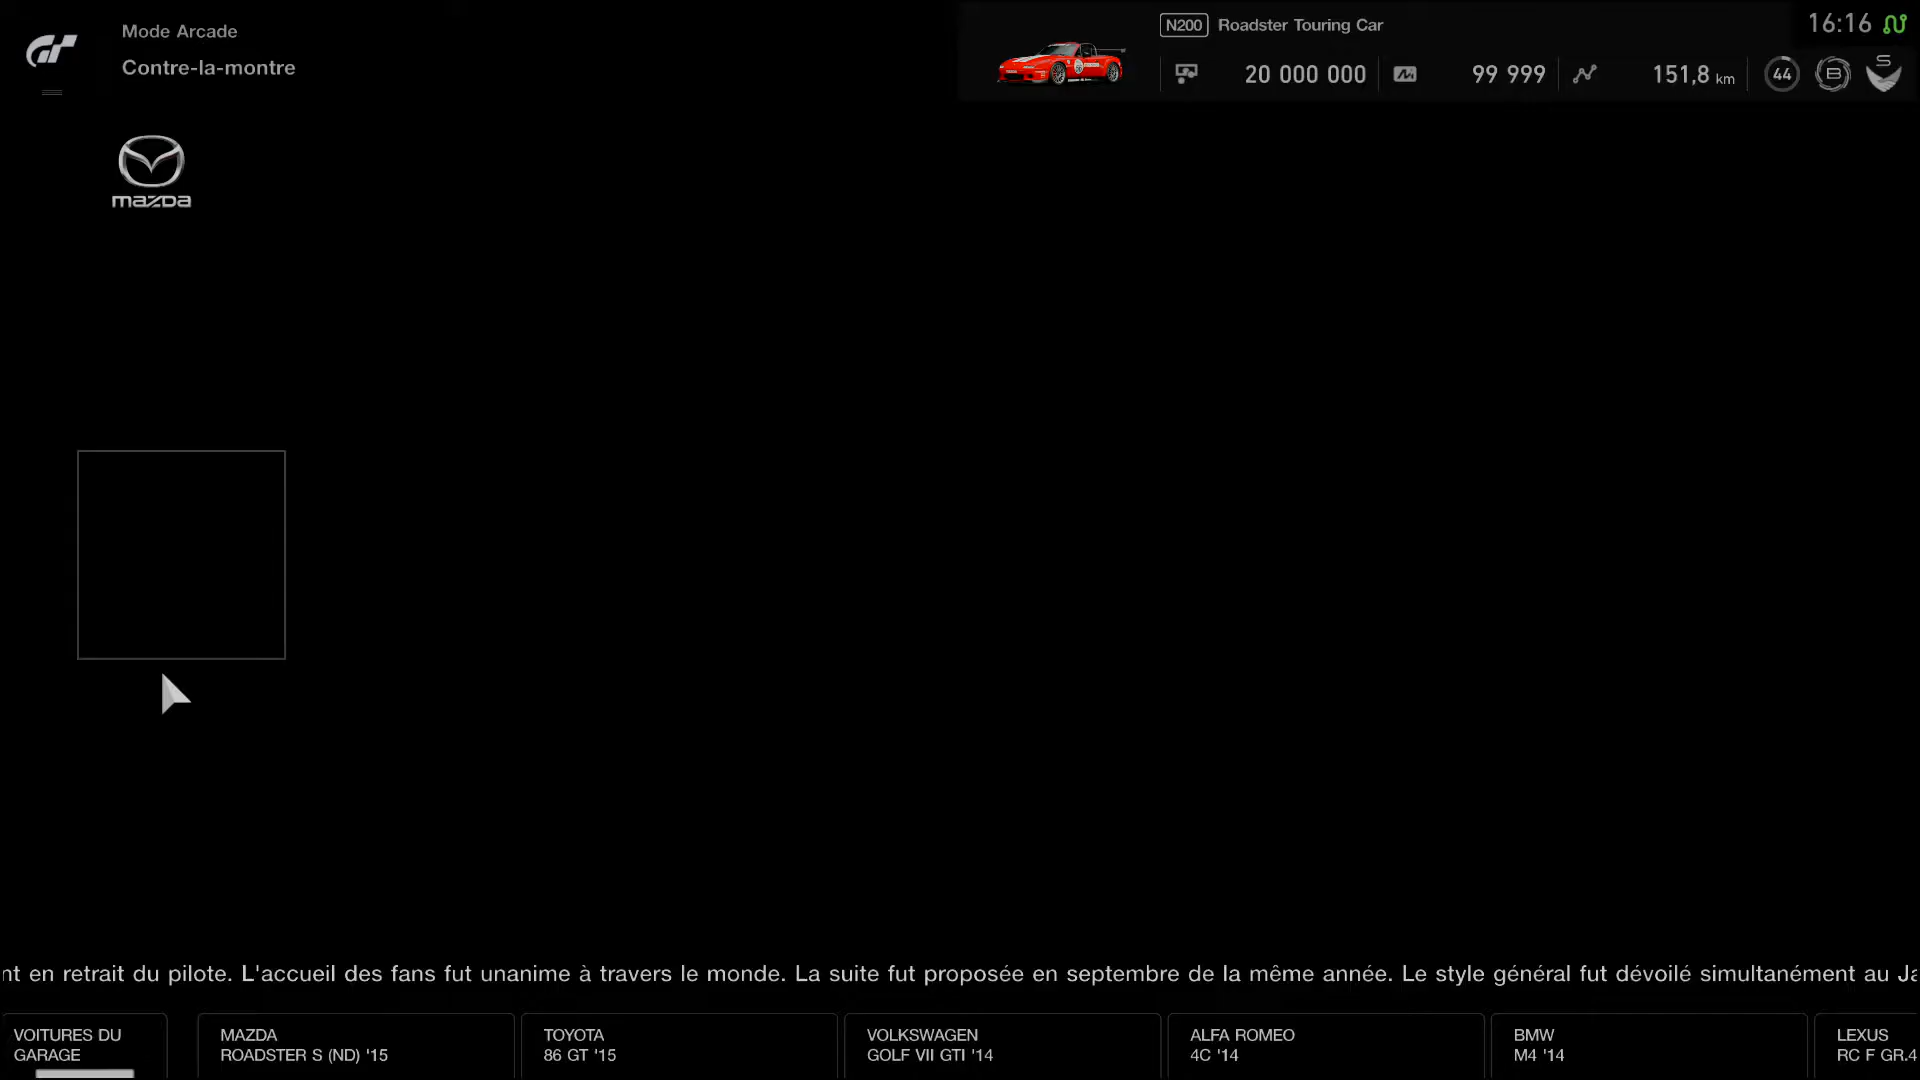 Mode Arcade
Contre-la-montre
N200 Roadster Touring Car
16:16
20 000 000
99 999
151,8 km
44
B
S
mazda
nt en retrait du pilote. L'accueil des fans fut unanime à travers le monde. La suite fut proposée en septembre de la même année. Le style général fut dévoilé simultanément au Ja
VOITURES DU
GARAGE
MAZDA
ROADSTER S (ND) '15
TOYOTA
86 GT '15
VOLKSWAGEN
GOLF VII GTI '14
ALFA ROMEO
4C '14
BMW
M4 '14
LEXUS
RC F GR.4